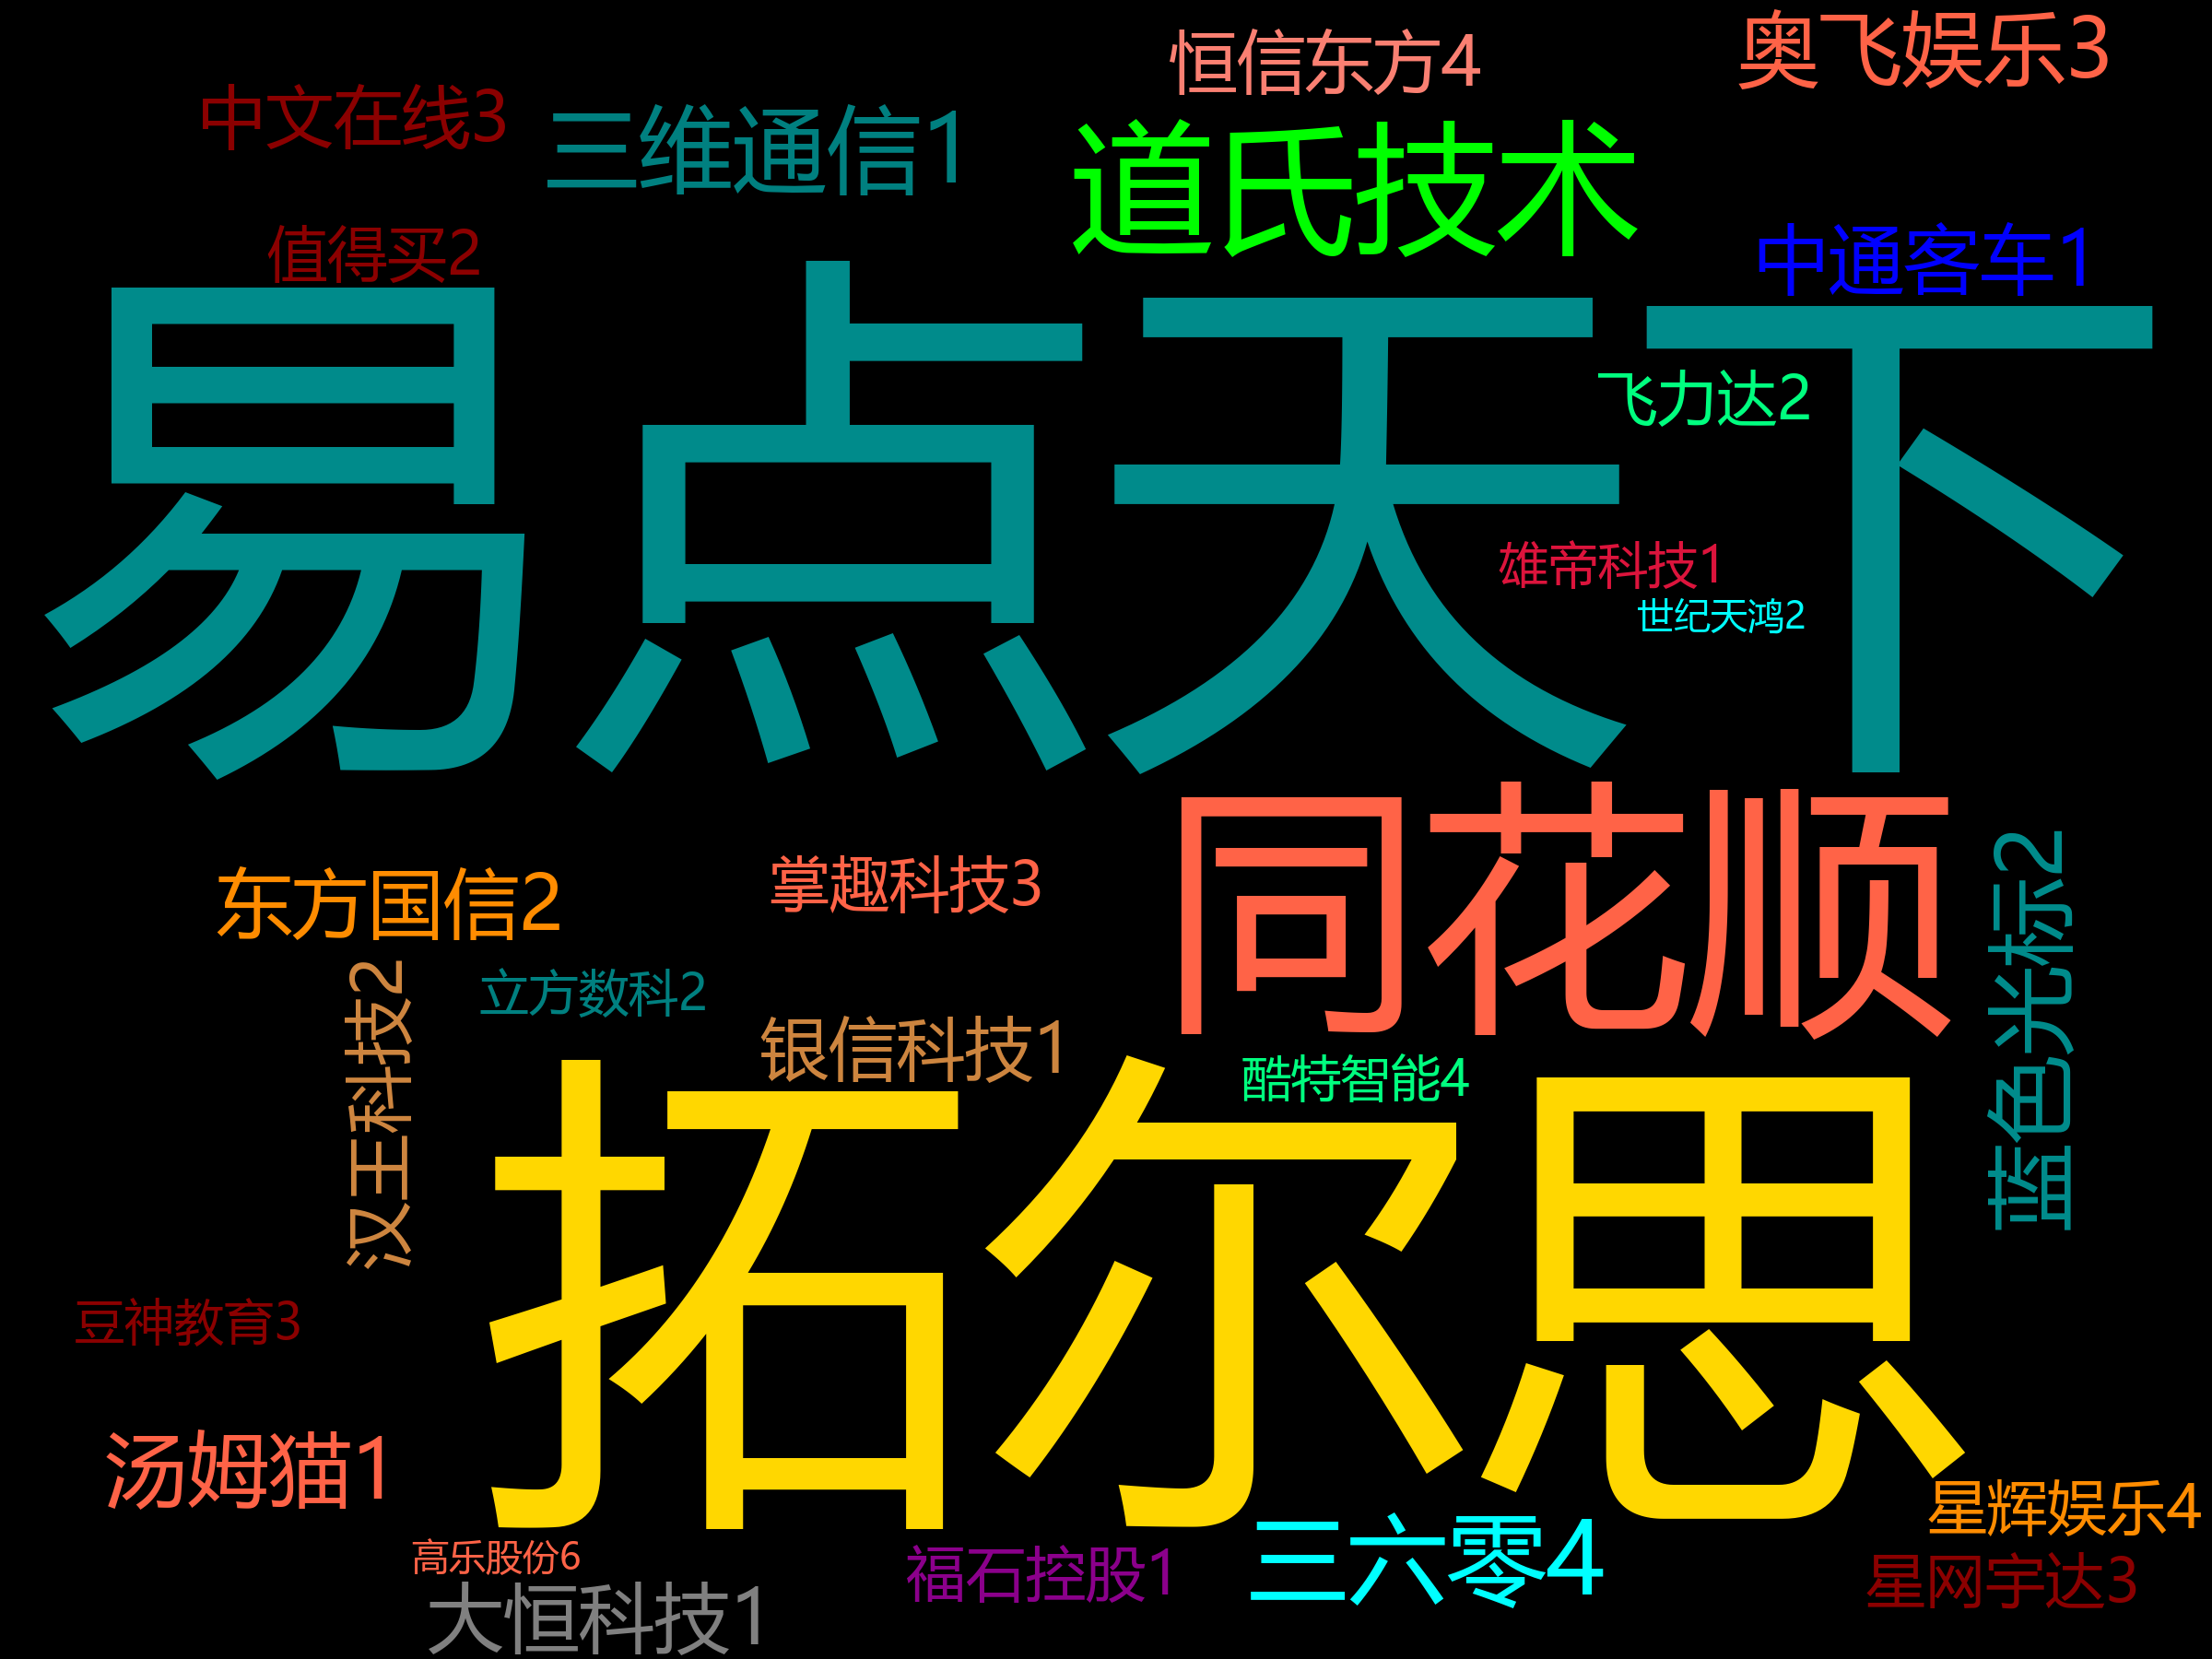 奥飞娱乐3
恒信东方4
中文在线3
三维通信1
道氏技术
值得买2
中通客车1
易点天下
飞力达2
雄帝科技1
世纪天鸿2
同花顺
蓝色光标2
东方国信2
掌趣科技3
立方数科2
汉王科技2
银信科技1
酷特智能4
拓尔思
豆神教育3
汤姆猫1
星辉娱乐4
三六零4
高乐股份6
福石控股1
星网宇达3
大恒科技1